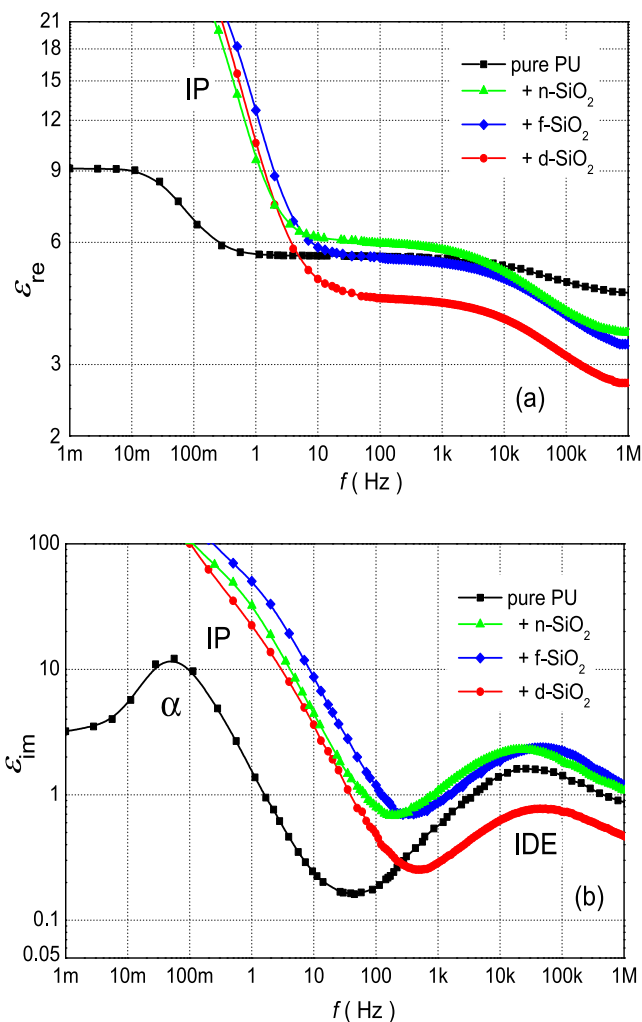 21
18
15
12
9
6
3
2
ε_re
IP
pure PU
+ n-SiO₂
+ f-SiO₂
+ d-SiO₂
(a)
1m 10m 100m 1 10 100 1k 10k 100k 1M
f ( Hz )
100
10
1
0.1
0.05
ε_im
IP
α
pure PU
+ n-SiO₂
+ f-SiO₂
+ d-SiO₂
IDE
(b)
1m 10m 100m 1 10 100 1k 10k 100k 1M
f ( Hz )